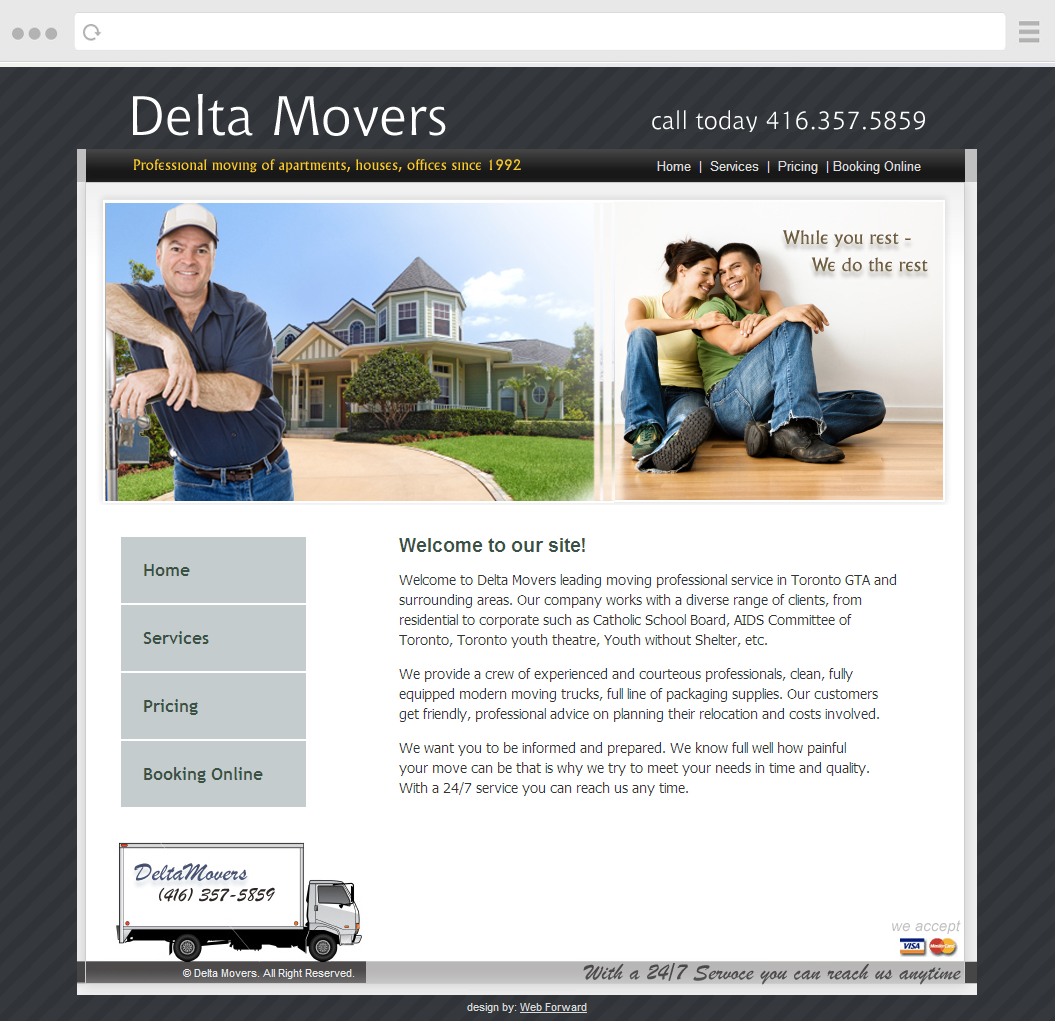 Delta Movers
call today 416.357.5859
Professional moving of apartments, houses, offices since 1992
Home | Services | Pricing | Booking Online
While you rest -
We do the rest
Home
Services
Pricing
Booking Online
Welcome to our site!
Welcome to Delta Movers leading moving professional service in Toronto GTA and
surrounding areas. Our company works with a diverse range of clients, from
residential to corporate such as Catholic School Board, AIDS Committee of
Toronto, Toronto youth theatre, Youth without Shelter, etc.
We provide a crew of experienced and courteous professionals, clean, fully
equipped modern moving trucks, full line of packaging supplies. Our customers
get friendly, professional advice on planning their relocation and costs involved.
We want you to be informed and prepared. We know full well how painful
your move can be that is why we try to meet your needs in time and quality.
With a 24/7 service you can reach us any time.
DeltaMovers
(416) 357-5859
we accept
VISA MasterCard
© Delta Movers. All Right Reserved.
With a 24/7 Servoce you can reach us anytime
design by: Web Forward